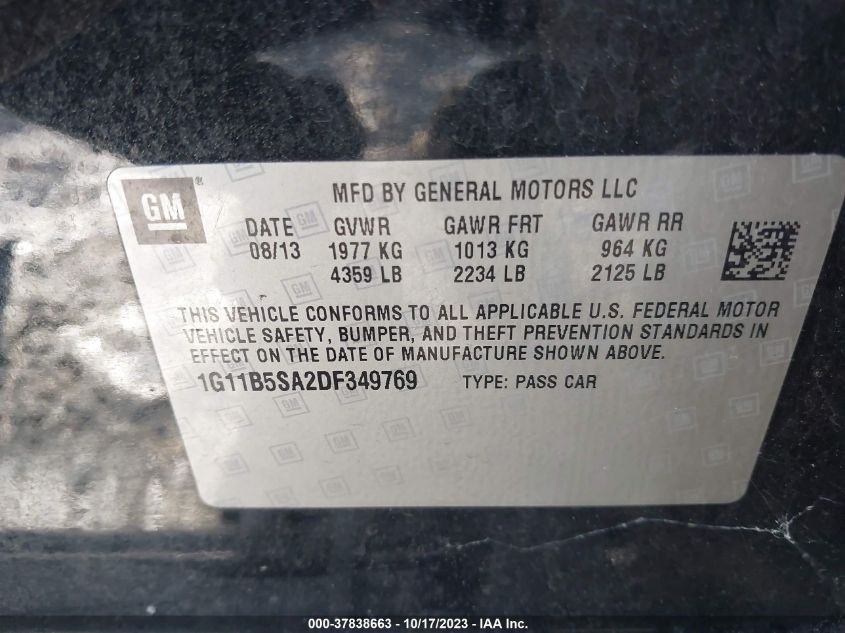 GM
MFD BY GENERAL MOTORS LLC
DATE GVWR GAWR FRT GAWR RR
08/13 1977 KG 1013 KG 964 KG
4359 LB 2234 LB 2125 LB
THIS VEHICLE CONFORMS TO ALL APPLICABLE U.S. FEDERAL MOTOR
VEHICLE SAFETY, BUMPER, AND THEFT PREVENTION STANDARDS IN
EFFECT ON THE DATE OF MANUFACTURE SHOWN ABOVE.
1G11B5SA2DF349769 TYPE: PASS CAR
000-37838663 - 10/17/2023 - IAA Inc.